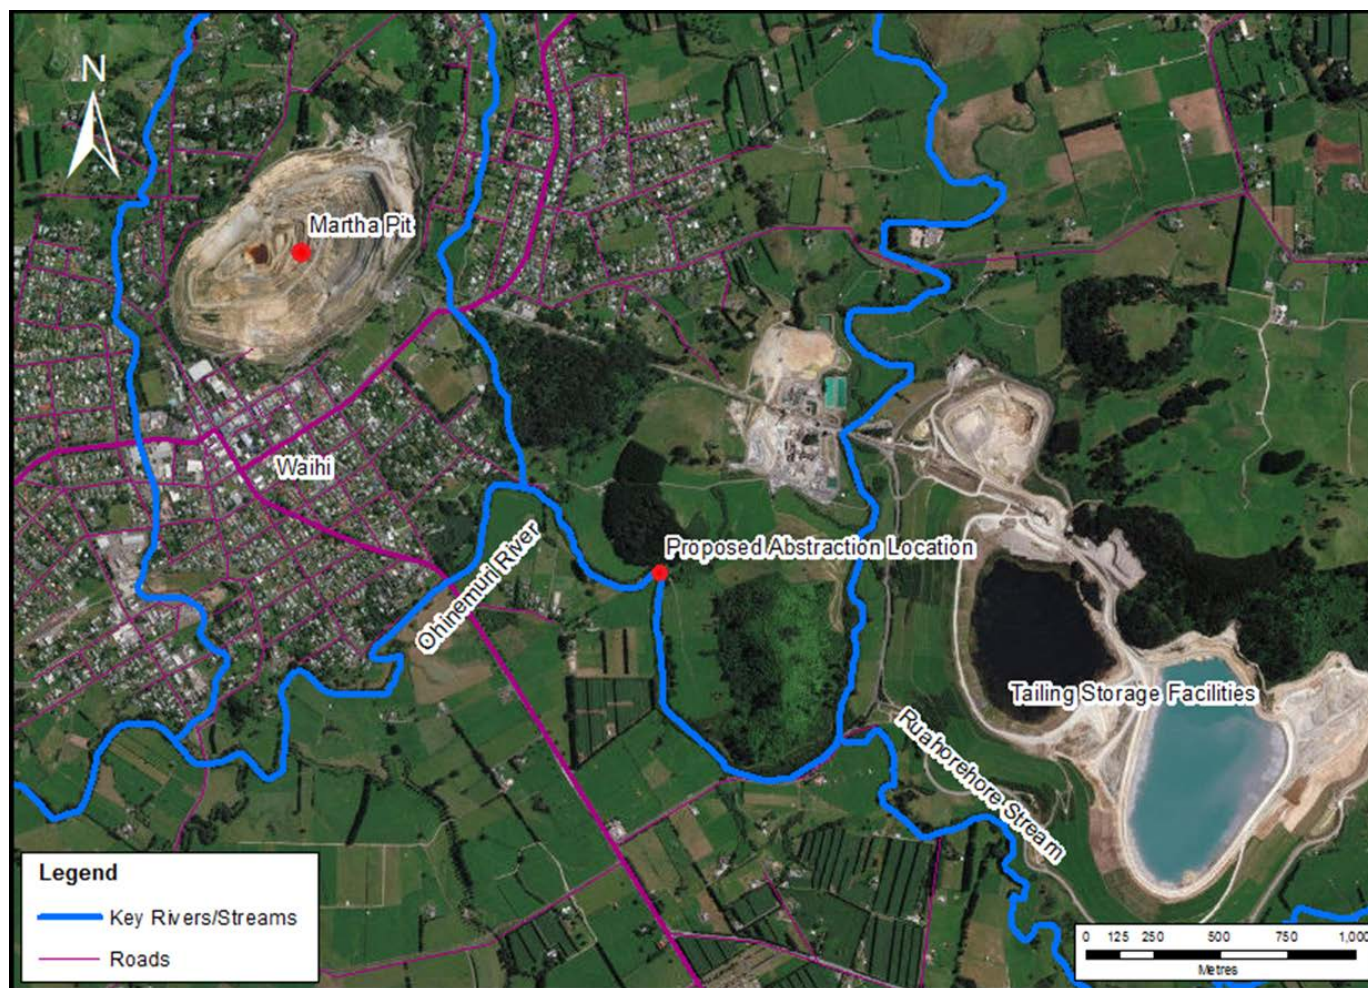 N
Martha Pit
Waihi
Proposed Abstraction Location
Ohinemuri River
Tailing Storage Facilities
Ruahorehore Stream
Legend
Key Rivers/Streams
Roads
0 125 250 500 750 1,000
Metres